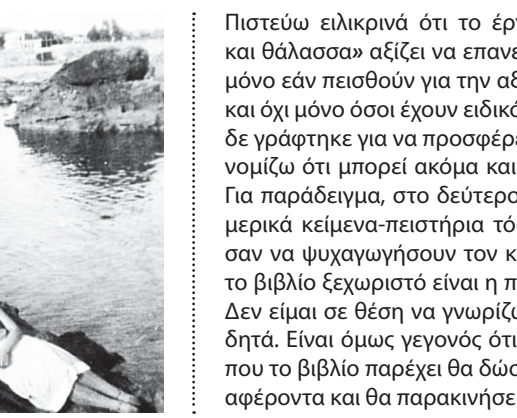 Πιστεύω ειλικρινά ότι το έργ
και θάλασσα» αξίζει να επανε
μόνο εάν πεισθούν για την αξ
και όχι μόνο όσοι έχουν ειδικό
δε γράφτηκε για να προσφέρε
νομίζω ότι μπορεί ακόμα και
Για παράδειγμα, στο δεύτερο
μερικά κείμενα-πειστήρια τό
σαν να ψυχαγωγήσουν τον κ
το βιβλίο ξεχωριστό είναι η π
Δεν είμαι σε θέση να γνωρίζω
δητά. Είναι όμως γεγονός ότι
που το βιβλίο παρέχει θα δώσ
αφέροντα και θα παρακινήσε